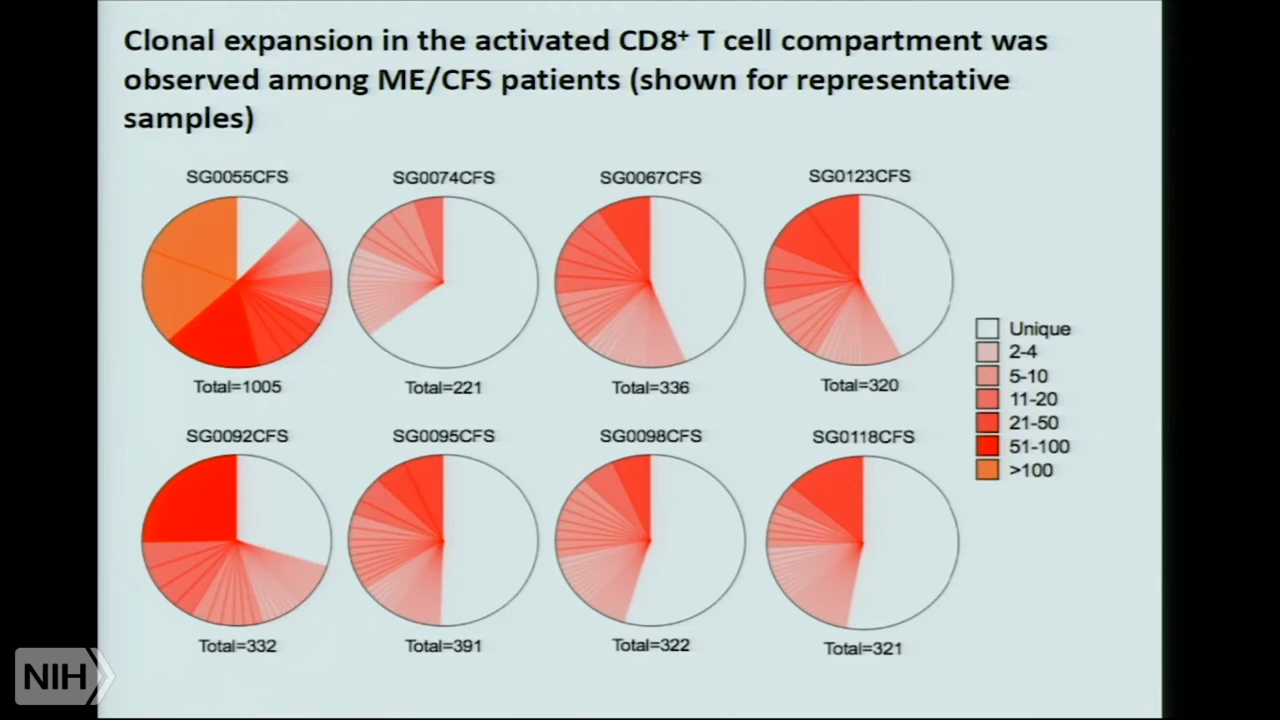 Clonal expansion in the activated CD8⁺ T cell compartment was
observed among ME/CFS patients (shown for representative
samples)
SG0055CFS
SG0074CFS
SG0067CFS
SG0123CFS
Total=1005
Total=221
Total=336
Total=320
SG0092CFS
SG0095CFS
SG0098CFS
SG0118CFS
Total=332
Total=391
Total=322
Total=321
Unique
2-4
5-10
11-20
21-50
51-100
>100
NIH